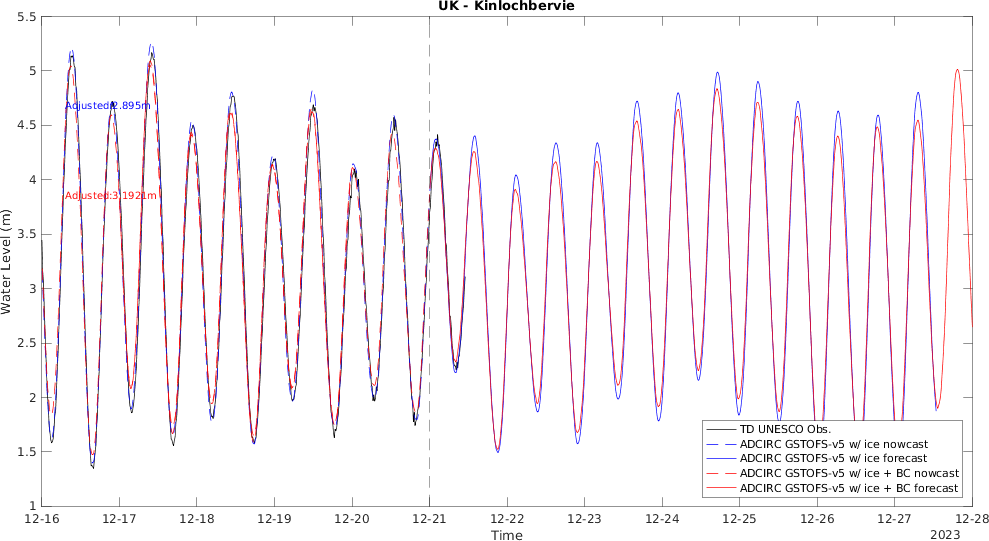 UK - Kinlochbervie
5.5
5
4.5
4
3.5
3
2.5
2
1.5
1
Water Level (m)
Adjusted:2.895m
Adjusted:3.1921m
TD UNESCO Obs.
ADCIRC GSTOFS-v5 w/ ice nowcast
ADCIRC GSTOFS-v5 w/ ice forecast
ADCIRC GSTOFS-v5 w/ ice + BC nowcast
ADCIRC GSTOFS-v5 w/ ice + BC forecast
12-16 12-17 12-18 12-19 12-20 12-21 12-22 12-23 12-24 12-25 12-26 12-27 12-28
Time
2023